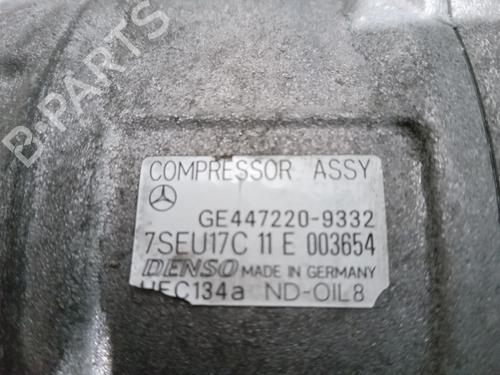 B-PARTS
COMPRESSOR ASSY
GE447220-9332
7SEU17C 11 E 003654
DENSO MADE IN GERMANY
HFC134a ND-OIL8